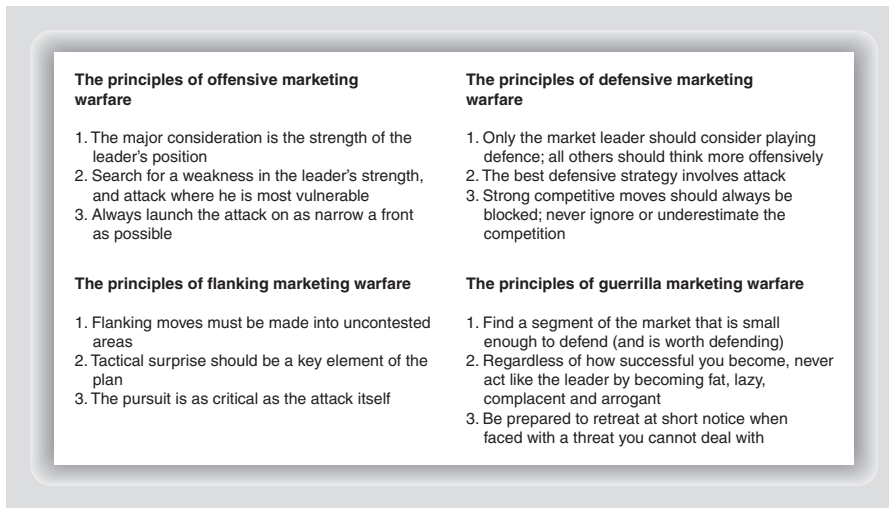 The principles of offensive marketing
warfare
1. The major consideration is the strength of the
leader's position
2. Search for a weakness in the leader's strength,
and attack where he is most vulnerable
3. Always launch the attack on as narrow a front
as possible
The principles of defensive marketing
warfare
1. Only the market leader should consider playing
defence; all others should think more offensively
2. The best defensive strategy involves attack
3. Strong competitive moves should always be
blocked; never ignore or underestimate the
competition
The principles of flanking marketing warfare
1. Flanking moves must be made into uncontested
areas
2. Tactical surprise should be a key element of the
plan
3. The pursuit is as critical as the attack itself
The principles of guerrilla marketing warfare
1. Find a segment of the market that is small
enough to defend (and is worth defending)
2. Regardless of how successful you become, never
act like the leader by becoming fat, lazy,
complacent and arrogant
3. Be prepared to retreat at short notice when
faced with a threat you cannot deal with